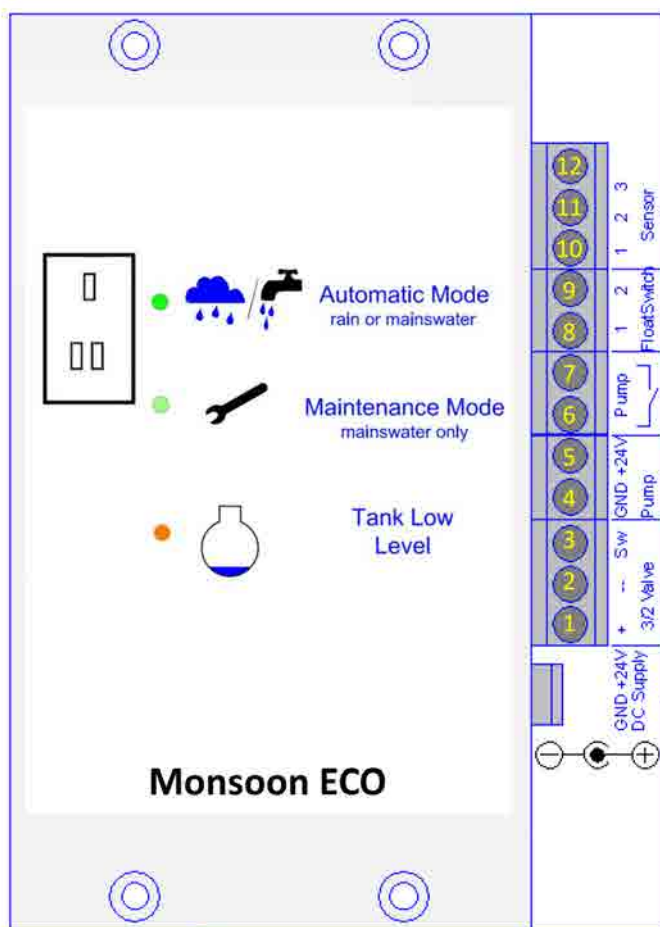 Automatic Mode
rain or mainswater
Maintenance Mode
mainswater only
Tank Low
Level
Monsoon ECO
12
11
10
9
8
7
6
5
4
3
2
1
1 2 3
Sensor
1 2
FloatSwitch
Pump
GND +24V
Pump
+ -- Sw
3/2 Valve
GND +24V
DC Supply